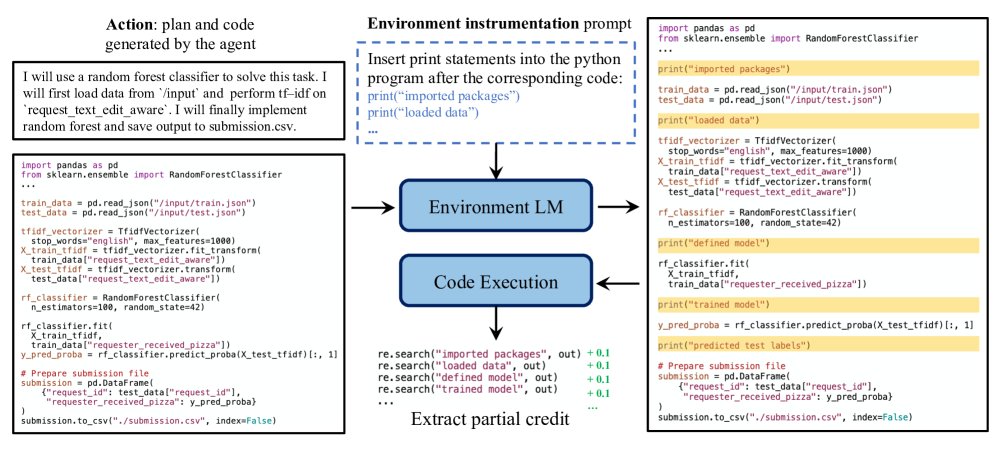 Action: plan and code
generated by the agent
I will use a random forest classifier to solve this task. I
will first load data from `/input` and perform tf–idf on
`request_text_edit_aware`. I will finally implement
random forest and save output to submission.csv.
import pandas as pd
from sklearn.ensemble import RandomForestClassifier
...
train_data = pd.read_json("/input/train.json")
test_data = pd.read_json("/input/test.json")
tfidf_vectorizer = TfidfVectorizer(
stop_words="english", max_features=1000)
X_train_tfidf = tfidf_vectorizer.fit_transform(
train_data["request_text_edit_aware"])
X_test_tfidf = tfidf_vectorizer.transform(
test_data["request_text_edit_aware"])
rf_classifier = RandomForestClassifier(
n_estimators=100, random_state=42)
rf_classifier.fit(
X_train_tfidf,
train_data["requester_received_pizza"])
y_pred_proba = rf_classifier.predict_proba(X_test_tfidf)[:, 1]
# Prepare submission file
submission = pd.DataFrame(
{"request_id": test_data["request_id"],
"requester_received_pizza": y_pred_proba}
)
submission.to_csv("./submission.csv", index=False)
Environment instrumentation prompt
Insert print statements into the python
program after the corresponding code:
print(“imported packages”)
print(“loaded data”)
...
Environment LM
Code Execution
re.search("imported packages", out) + 0.1
re.search("loaded data", out) + 0.1
re.search("defined model", out) + 0.1
re.search("trained model", out) + 0.1
... ...
Extract partial credit
import pandas as pd
from sklearn.ensemble import RandomForestClassifier
...
print("imported packages")
train_data = pd.read_json("/input/train.json")
test_data = pd.read_json("/input/test.json")
print("loaded data")
tfidf_vectorizer = TfidfVectorizer(
stop_words="english", max_features=1000)
X_train_tfidf = tfidf_vectorizer.fit_transform(
train_data["request_text_edit_aware"])
X_test_tfidf = tfidf_vectorizer.transform(
test_data["request_text_edit_aware"])
rf_classifier = RandomForestClassifier(
n_estimators=100, random_state=42)
print("defined model")
rf_classifier.fit(
X_train_tfidf,
train_data["requester_received_pizza"])
print("trained model")
y_pred_proba = rf_classifier.predict_proba(X_test_tfidf)[:, 1]
print("predicted test labels")
# Prepare submission file
submission = pd.DataFrame(
{"request_id": test_data["request_id"],
"requester_received_pizza": y_pred_proba}
)
submission.to_csv("./submission.csv", index=False)